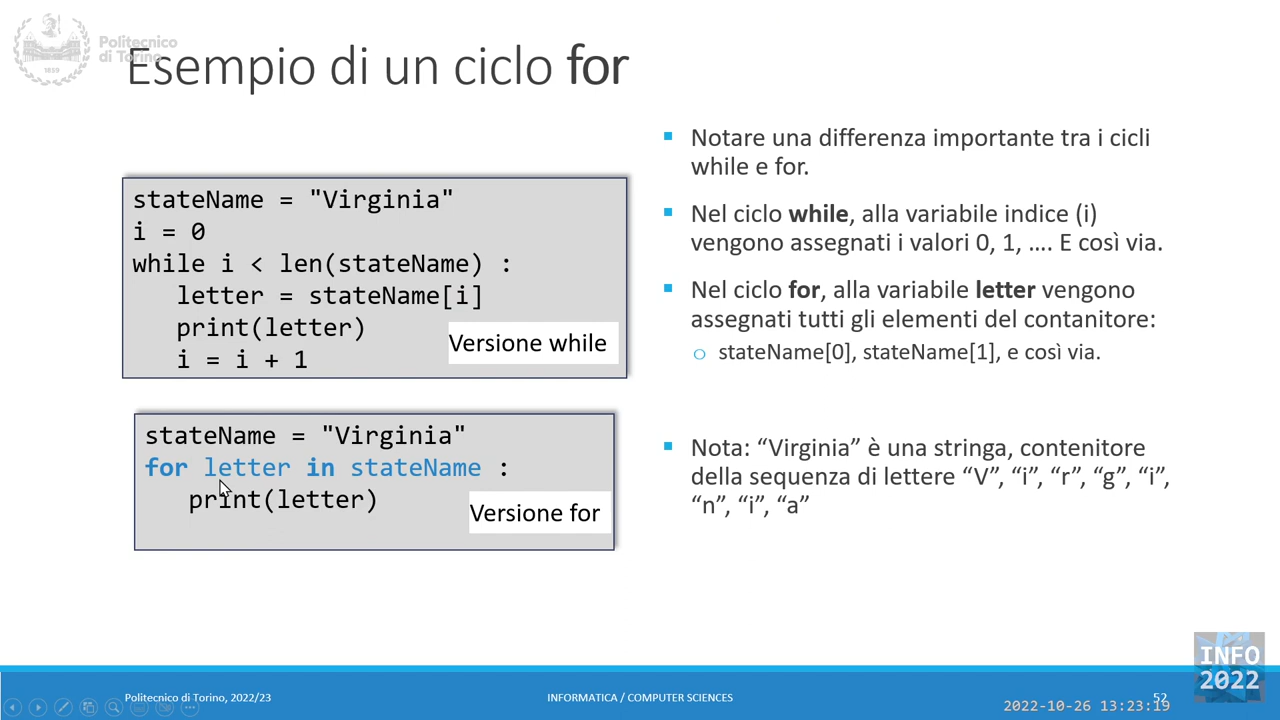 Politecnico
di Torino
1859
Esempio di un ciclo for
stateName = "Virginia"
i = 0
while i < len(stateName) :
letter = stateName[i]
print(letter)
i = i + 1
Versione while
stateName = "Virginia"
for letter in stateName :
print(letter)
Versione for
Notare una differenza importante tra i cicli
while e for.
Nel ciclo while, alla variabile indice (i)
vengono assegnati i valori 0, 1, …. E così via.
Nel ciclo for, alla variabile letter vengono
assegnati tutti gli elementi del contanitore:
stateName[0], stateName[1], e così via.
Nota: “Virginia” è una stringa, contenitore
della sequenza di lettere “V”, “i”, “r”, “g”, “i”,
“n”, “i”, “a”
INFO
2022
Politecnico di Torino, 2022/23
INFORMATICA / COMPUTER SCIENCES
52
2022-10-26 13:23:19